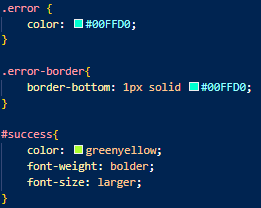 .error {
    color: #00FFD0;
}

.error-border{
    border-bottom: 1px solid #00FFD0;
}

#success{
    color: greenyellow;
    font-weight: bolder;
    font-size: larger;
}